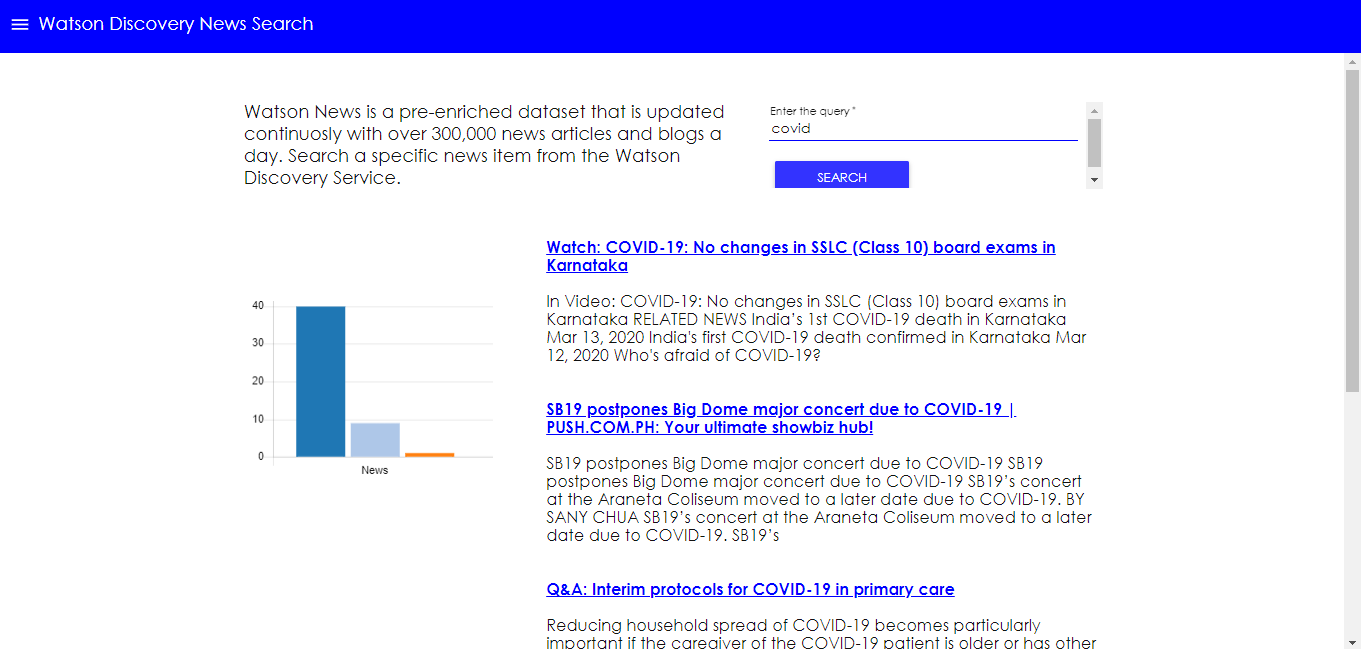 Watson Discovery News Search
Watson News is a pre-enriched dataset that is updated
continuosly with over 300,000 news articles and blogs a
day. Search a specific news item from the Watson
Discovery Service.
Enter the query *
covid
SEARCH
40
30
20
10
0
News
Watch: COVID-19: No changes in SSLC (Class 10) board exams in
Karnataka
In Video: COVID-19: No changes in SSLC (Class 10) board exams in
Karnataka RELATED NEWS India’s 1st COVID-19 death in Karnataka
Mar 13, 2020 India's first COVID-19 death confirmed in Karnataka Mar
12, 2020 Who's afraid of COVID-19?
SB19 postpones Big Dome major concert due to COVID-19 |
PUSH.COM.PH: Your ultimate showbiz hub!
SB19 postpones Big Dome major concert due to COVID-19 SB19
postpones Big Dome major concert due to COVID-19 SB19’s concert
at the Araneta Coliseum moved to a later date due to COVID-19. BY
SANY CHUA SB19’s concert at the Araneta Coliseum moved to a later
date due to COVID-19. SB19’s
Q&A: Interim protocols for COVID-19 in primary care
Reducing household spread of COVID-19 becomes particularly
important if the caregiver of the COVID-19 patient is older or has other